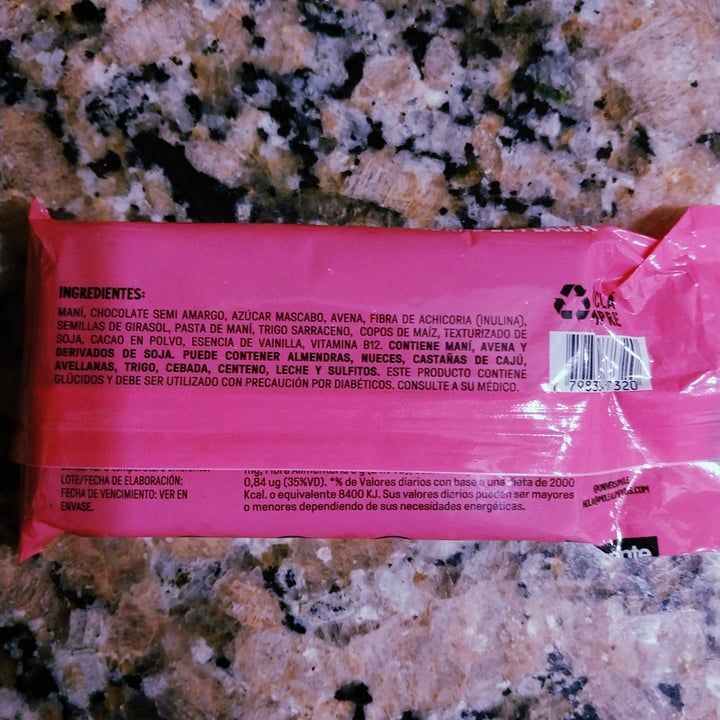 INGREDIENTES:
MANÍ, CHOCOLATE SEMI AMARGO, AZÚCAR MASCABO, AVENA, FIBRA DE ACHICORIA (INULINA),
SEMILLAS DE GIRASOL, PASTA DE MANÍ, TRIGO SARRACENO, COPOS DE MAÍZ, TEXTURIZADO DE
SOJA, CACAO EN POLVO, ESENCIA DE VAINILLA, VITAMINA B12. CONTIENE MANÍ, AVENA Y
DERIVADOS DE SOJA. PUEDE CONTENER ALMENDRAS, NUECES, CASTAÑAS DE CAJÚ,
AVELLANAS, TRIGO, CEBADA, CENTENO, LECHE Y SULFITOS. ESTE PRODUCTO CONTIENE
GLÚCIDOS Y DEBE SER UTILIZADO CON PRECAUCIÓN POR DIABÉTICOS. CONSULTE A SU MÉDICO.
LOTE/FECHA DE ELABORACIÓN:
FECHA DE VENCIMIENTO: VER EN
ENVASE.
0,84 ug (35%VD). *% de Valores diarios con base a una dieta de 2000
Kcal. o equivalente 8400 KJ. Sus valores diarios pueden ser mayores
o menores dependiendo de sus necesidades energéticas.